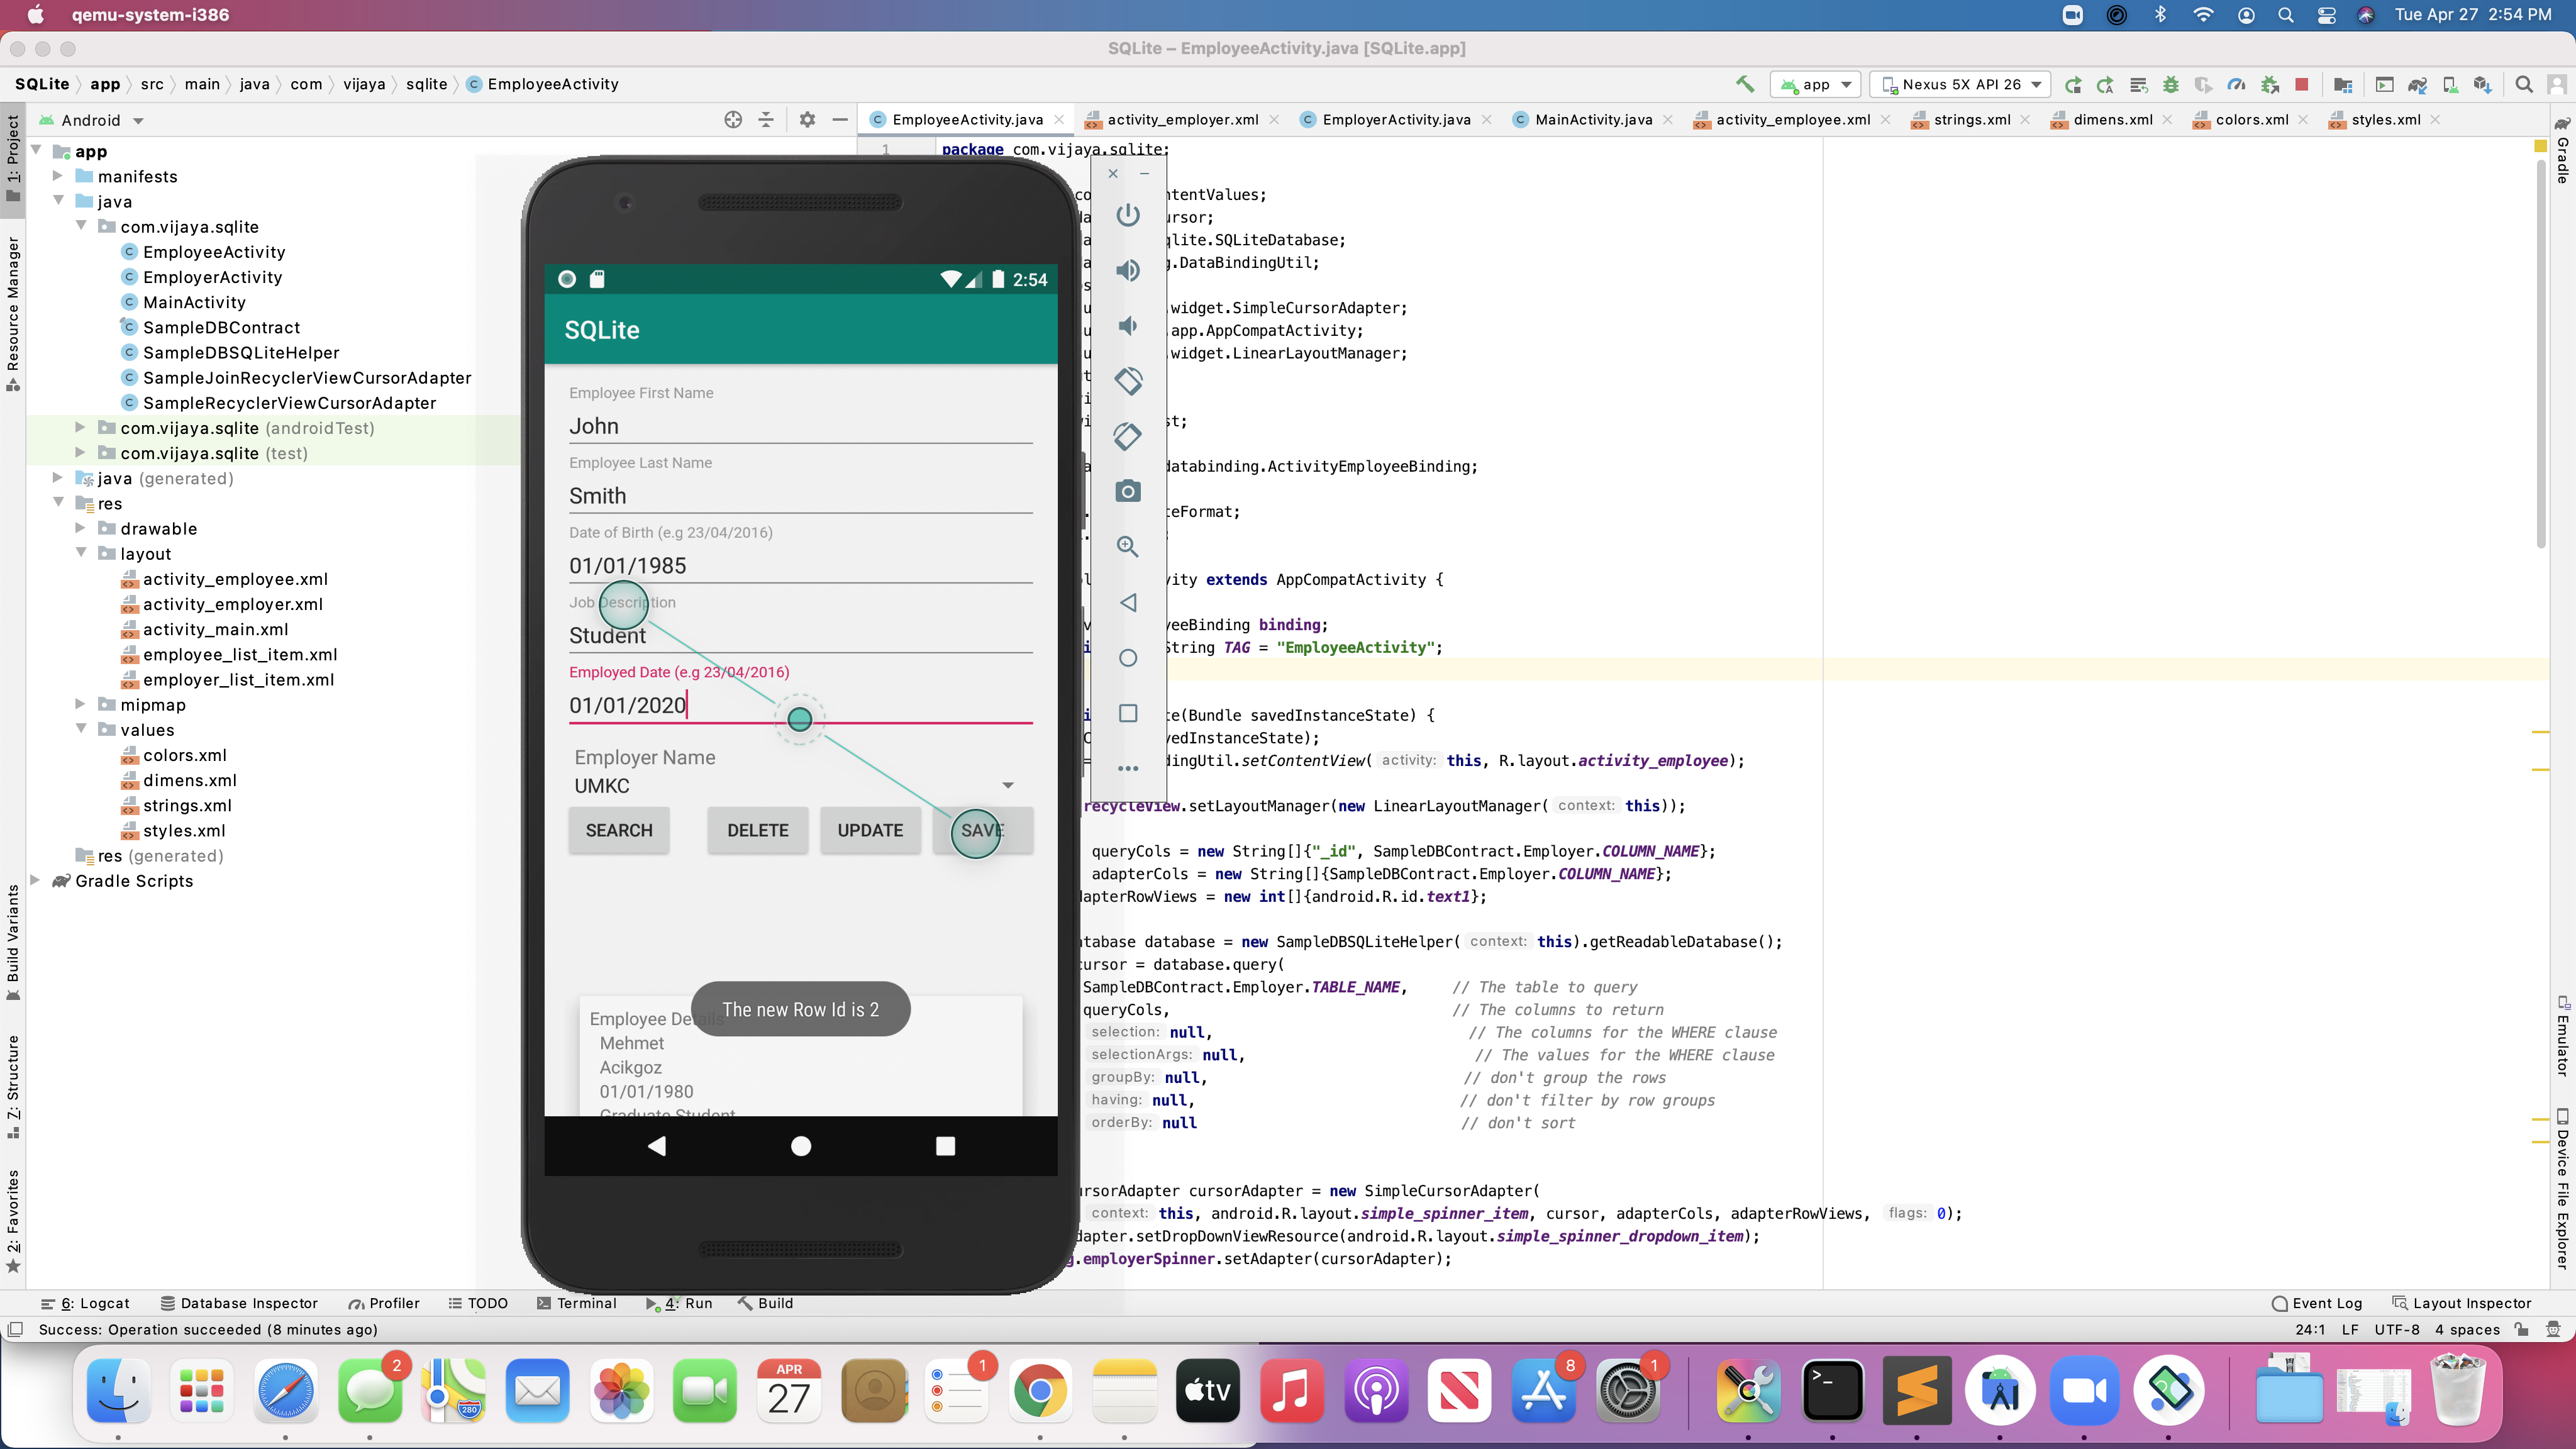 qemu-system-i386
Tue Apr 27 2:54 PM
SQLite – EmployeeActivity.java [SQLite.app]
SQLite app src main java com vijaya sqlite EmployeeActivity
app Nexus 5X API 26
Android
EmployeeActivity.java activity_employer.xml EmployerActivity.java MainActivity.java activity_employee.xml strings.xml dimens.xml colors.xml styles.xml
1: Project
Resource Manager
Build Variants
7: Structure
2: Favorites
app
manifests
java
com.vijaya.sqlite
EmployeeActivity
EmployerActivity
MainActivity
SampleDBContract
SampleDBSQLiteHelper
SampleJoinRecyclerViewCursorAdapter
SampleRecyclerViewCursorAdapter
com.vijaya.sqlite (androidTest)
com.vijaya.sqlite (test)
java (generated)
res
drawable
layout
activity_employee.xml
activity_employer.xml
activity_main.xml
employee_list_item.xml
employer_list_item.xml
mipmap
values
colors.xml
dimens.xml
strings.xml
styles.xml
res (generated)
Gradle Scripts
2:54
SQLite
Employee First Name
John
Employee Last Name
Smith
Date of Birth (e.g 23/04/2016)
01/01/1985
Job Description
Student
Employed Date (e.g 23/04/2016)
01/01/2020
Employer Name
UMKC
SEARCH DELETE UPDATE SAVE
The new Row Id is 2
Employee Details
Mehmet
Acikgoz
01/01/1980
Graduate Student
1 package com.vijaya.sqlite;
ntentValues;
ursor;
qlite.SQLiteDatabase;
g.DataBindingUtil;
widget.SimpleCursorAdapter;
app.AppCompatActivity;
widget.LinearLayoutManager;
t;
databinding.ActivityEmployeeBinding;
teFormat;
;
vity extends AppCompatActivity {
yeeBinding binding;
String TAG = "EmployeeActivity";
te(Bundle savedInstanceState) {
vedInstanceState);
dingUtil.setContentView( activity: this, R.layout.activity_employee);
recycleView.setLayoutManager(new LinearLayoutManager( context: this));
queryCols = new String[]{"_id", SampleDBContract.Employer.COLUMN_NAME};
adapterCols = new String[]{SampleDBContract.Employer.COLUMN_NAME};
dapterRowViews = new int[]{android.R.id.text1};
atabase database = new SampleDBSQLiteHelper( context: this).getReadableDatabase();
cursor = database.query(
SampleDBContract.Employer.TABLE_NAME, // The table to query
queryCols, // The columns to return
selection: null, // The columns for the WHERE clause
selectionArgs: null, // The values for the WHERE clause
groupBy: null, // don't group the rows
having: null, // don't filter by row groups
orderBy: null // don't sort
ursorAdapter cursorAdapter = new SimpleCursorAdapter(
context: this, android.R.layout.simple_spinner_item, cursor, adapterCols, adapterRowViews, flags: 0);
dapter.setDropDownViewResource(android.R.layout.simple_spinner_dropdown_item);
g.employerSpinner.setAdapter(cursorAdapter);
Gradle
Emulator
Device File Explorer
6: Logcat Database Inspector Profiler TODO Terminal 4: Run Build Event Log Layout Inspector
Success: Operation succeeded (8 minutes ago)
24:1 LF UTF-8 4 spaces
2
280
APR
27
1
tv
8
1